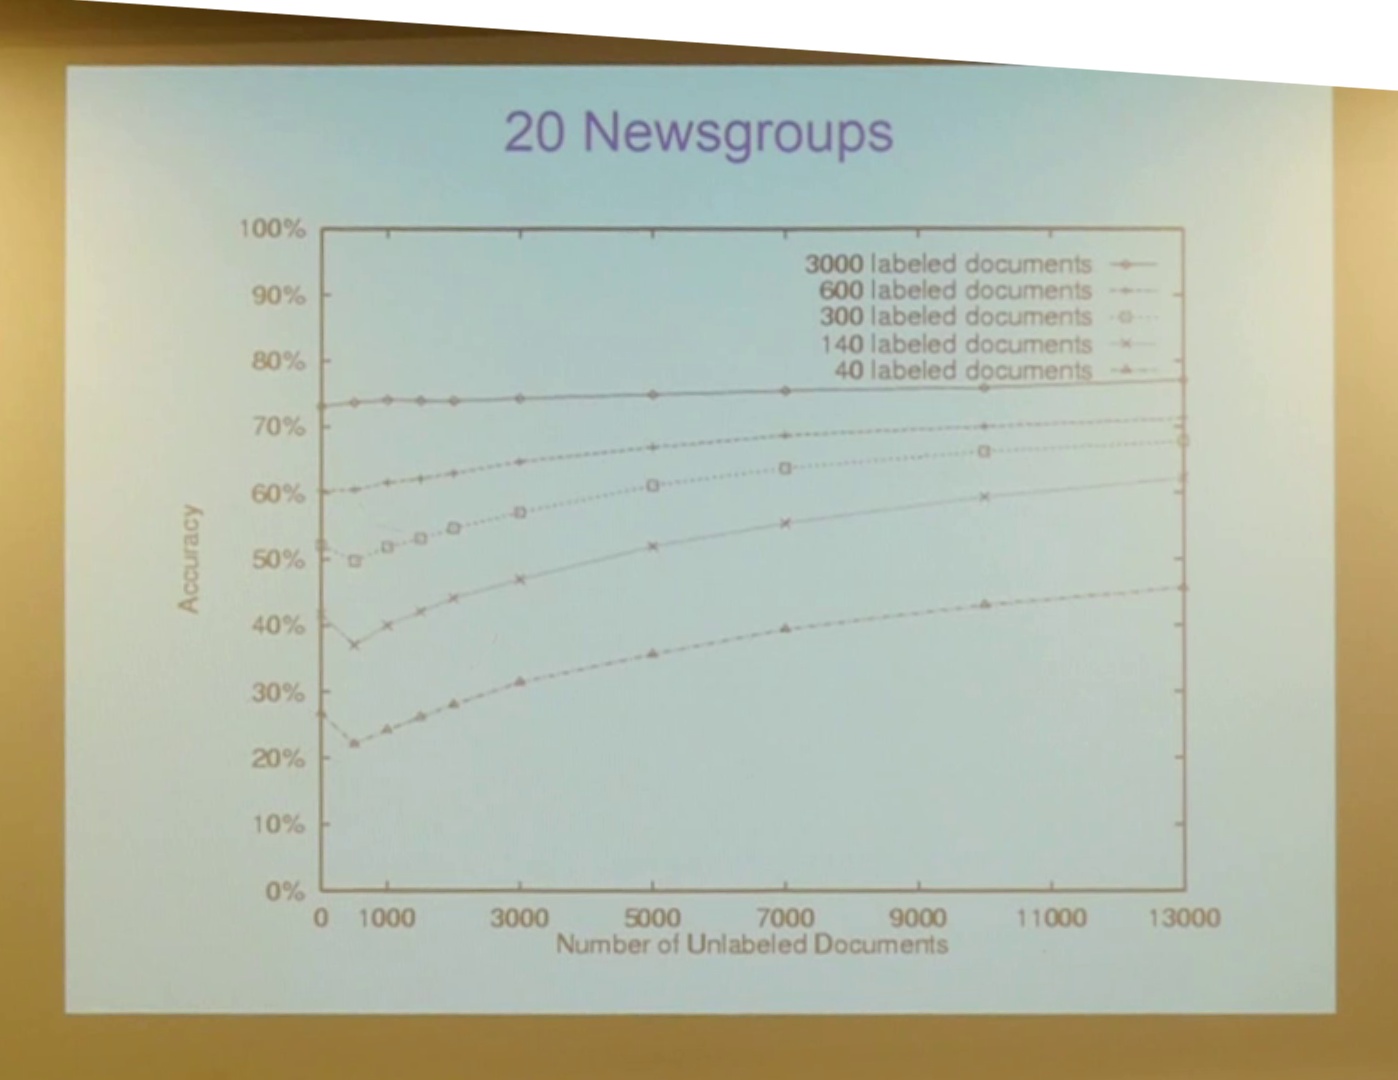 20 Newsgroups
100%
90%
80%
70%
60%
50%
40%
30%
20%
10%
0%
Accuracy
3000 labeled documents
600 labeled documents
300 labeled documents
140 labeled documents
40 labeled documents
0 1000 3000 5000 7000 9000 11000 13000
Number of Unlabeled Documents